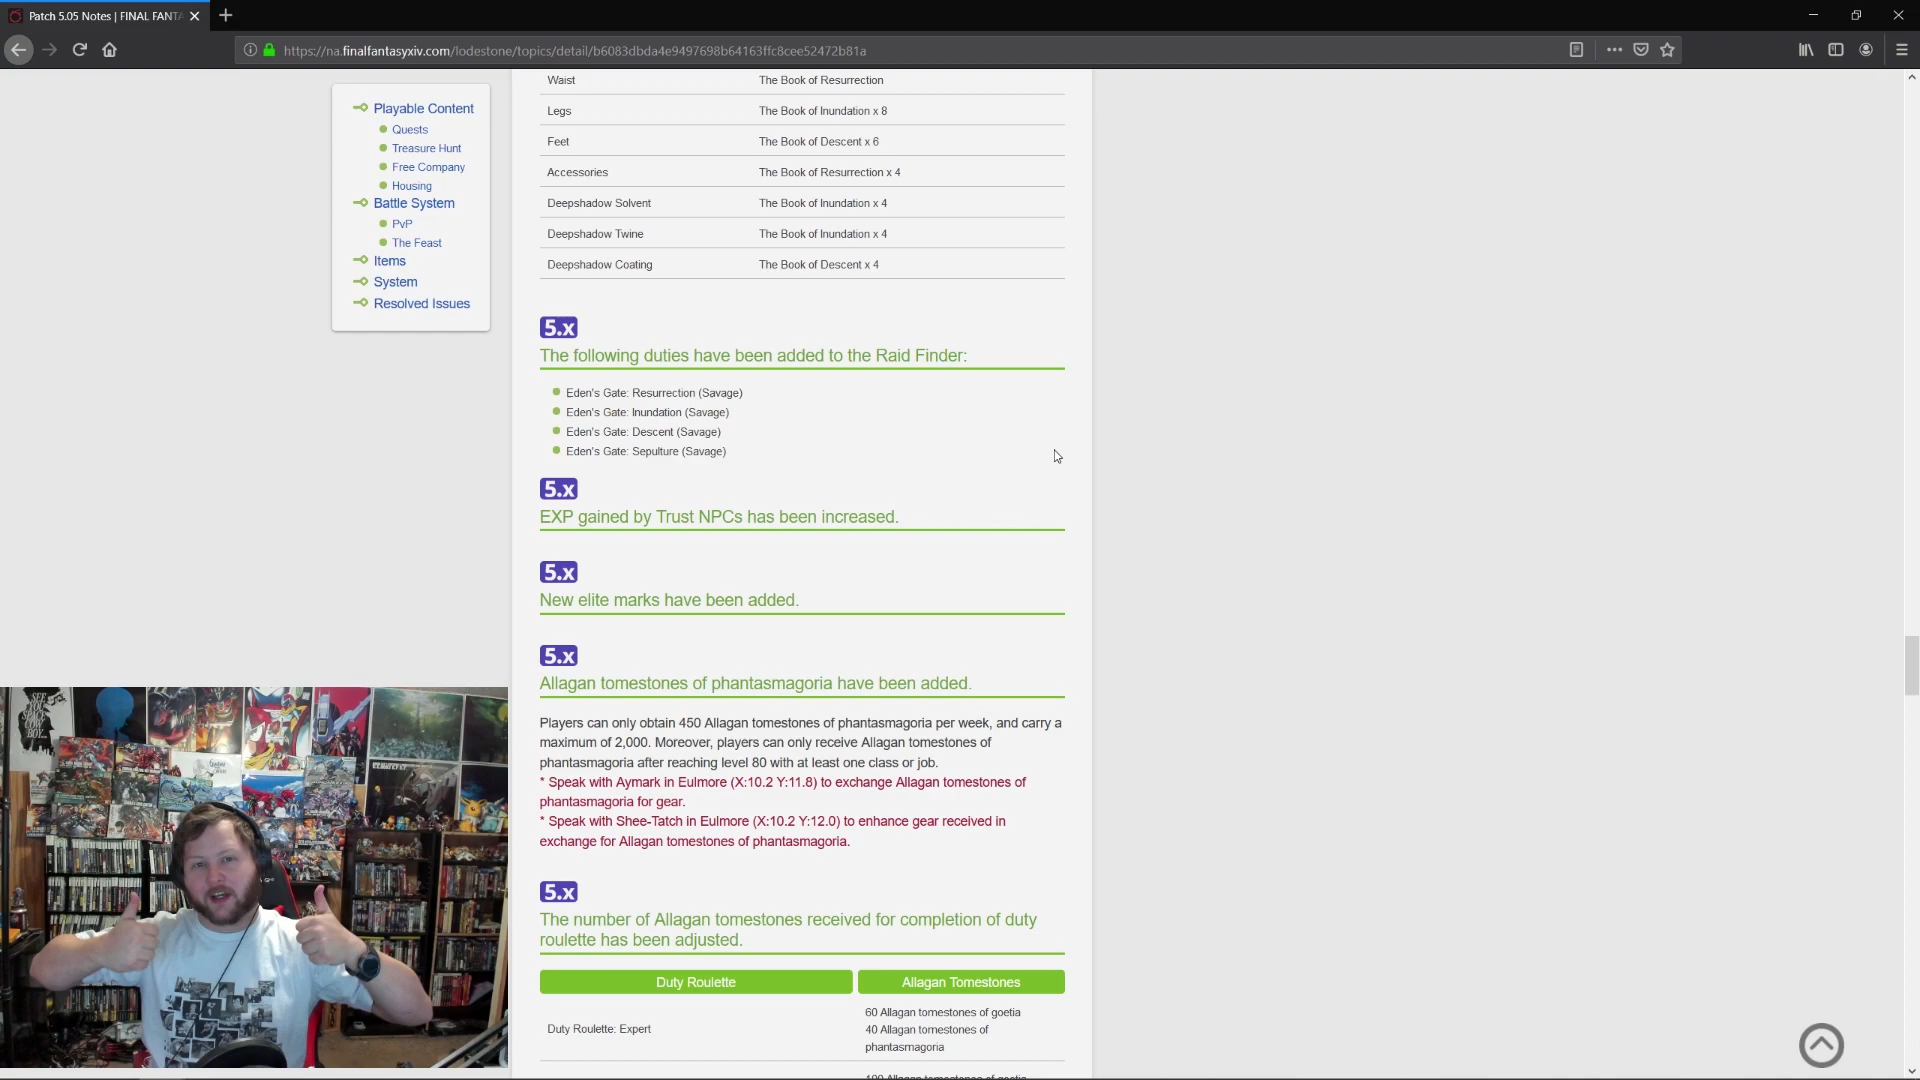 Patch 5.05 Notes | FINAL FANTA
https://na.finalfantasyxiv.com/lodestone/topics/detail/b6083dbda4e9497698b64163ffc8cee52472b81a
Playable Content
Quests
Treasure Hunt
Free Company
Housing
Battle System
PvP
The Feast
Items
System
Resolved Issues
Waist The Book of Resurrection
Legs The Book of Inundation x 8
Feet The Book of Descent x 6
Accessories The Book of Resurrection x 4
Deepshadow Solvent The Book of Inundation x 4
Deepshadow Twine The Book of Inundation x 4
Deepshadow Coating The Book of Descent x 4
5.x
The following duties have been added to the Raid Finder:
Eden's Gate: Resurrection (Savage)
Eden's Gate: Inundation (Savage)
Eden's Gate: Descent (Savage)
Eden's Gate: Sepulture (Savage)
5.x
EXP gained by Trust NPCs has been increased.
5.x
New elite marks have been added.
5.x
Allagan tomestones of phantasmagoria have been added.
Players can only obtain 450 Allagan tomestones of phantasmagoria per week, and carry a
maximum of 2,000. Moreover, players can only receive Allagan tomestones of
phantasmagoria after reaching level 80 with at least one class or job.
* Speak with Aymark in Eulmore (X:10.2 Y:11.8) to exchange Allagan tomestones of
phantasmagoria for gear.
* Speak with Shee-Tatch in Eulmore (X:10.2 Y:12.0) to enhance gear received in
exchange for Allagan tomestones of phantasmagoria.
5.x
The number of Allagan tomestones received for completion of duty
roulette has been adjusted.
Duty Roulette Allagan Tomestones
Duty Roulette: Expert
60 Allagan tomestones of goetia
40 Allagan tomestones of
phantasmagoria
SEE
YOU
SPACE
COW
BOY...